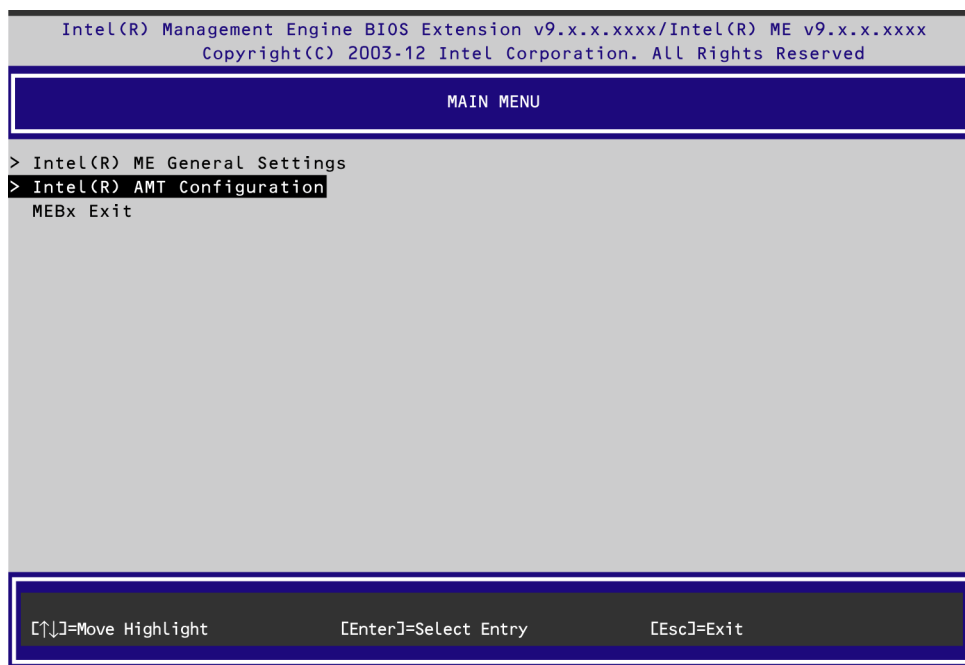 Intel(R) Management Engine BIOS Extension v9.x.x.xxxx/Intel(R) ME v9.x.x.xxxx
Copyright(C) 2003-12 Intel Corporation. All Rights Reserved
MAIN MENU
> Intel(R) ME General Settings
> Intel(R) AMT Configuration
MEBx Exit
[↑↓]=Move Highlight [Enter]=Select Entry [Esc]=Exit